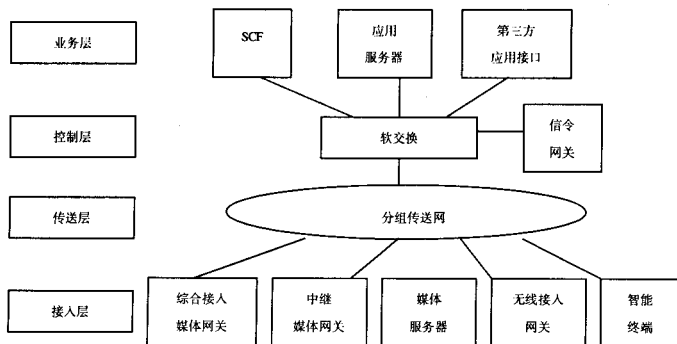 业务层
SCF
应用
服务器
第三方
应用接口
控制层
软交换
信令
网关
传送层
分组传送网
接入层
综合接入
媒体网关
中继
媒体网关
媒体
服务器
无线接入
网关
智能
终端